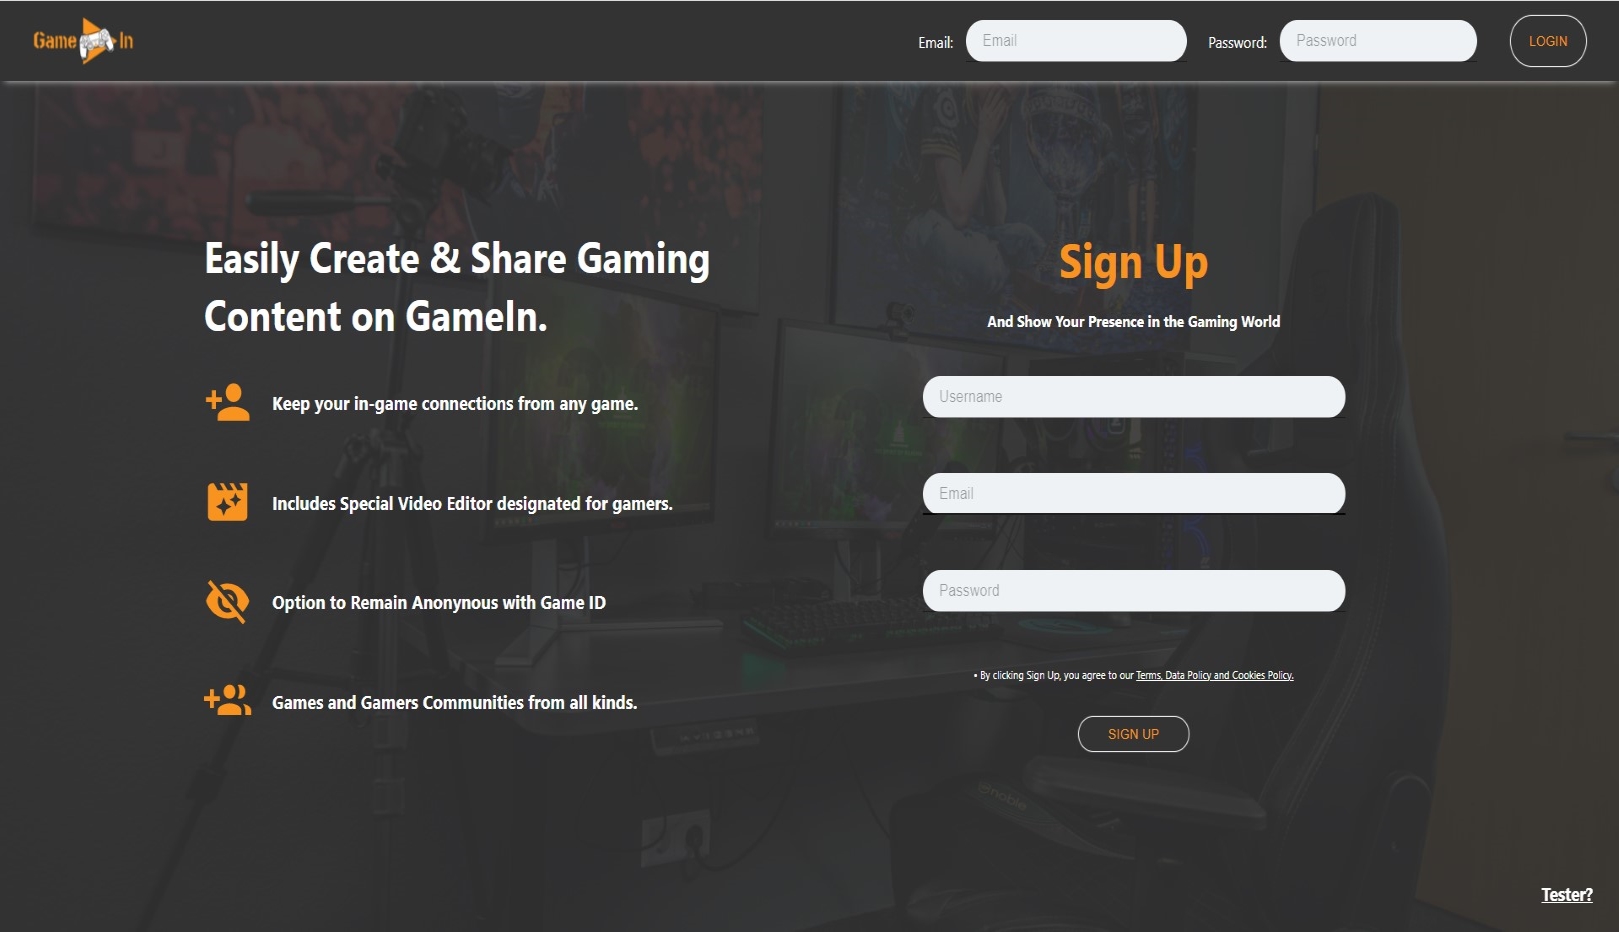 Game In
Email: Email Password: Password LOGIN
Easily Create & Share Gaming
Content on GameIn.
Keep your in-game connections from any game.
Includes Special Video Editor designated for gamers.
Option to Remain Anonynous with Game ID
Games and Gamers Communities from all kinds.
Sign Up
And Show Your Presence in the Gaming World
Username
Email
Password
• By clicking Sign Up, you agree to our Terms, Data Policy and Cookies Policy.
SIGN UP
noble
Tester?